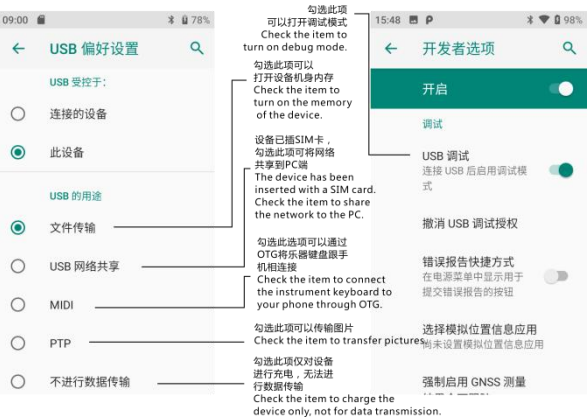 09:00
78%
USB 偏好设置
USB 受控于：
连接的设备
此设备
USB 的用途
文件传输
USB 网络共享
MIDI
PTP
不进行数据传输
勾选此项
可以打开调试模式
Check the item to
turn on debug mode.
勾选此项可以
打开设备机身内存
Check the item to
turn on the memory
of the device.
设备已插SIM卡，
勾选此项可将网络
共享到PC端
The device has been
inserted with a SIM card.
Check the item to share
the network to the PC.
勾选此选项可以通过
OTG将乐器键盘跟手
机相连接
Check the item to connect
the instrument keyboard to
your phone through OTG.
勾选此项可以传输图片
Check the item to transfer pictures.
勾选此项仅对设备
进行充电，无法进
行数据传输
Check the item to charge the
device only, not for data transmission.
15:48
98%
开发者选项
开启
调试
USB 调试
连接 USB 后启用调试模
式
撤消 USB 调试授权
错误报告快捷方式
在电源菜单中显示用于
提交错误报告的按钮
选择模拟位置信息应用
尚未设置模拟位置信息应用
强制启用 GNSS 测量